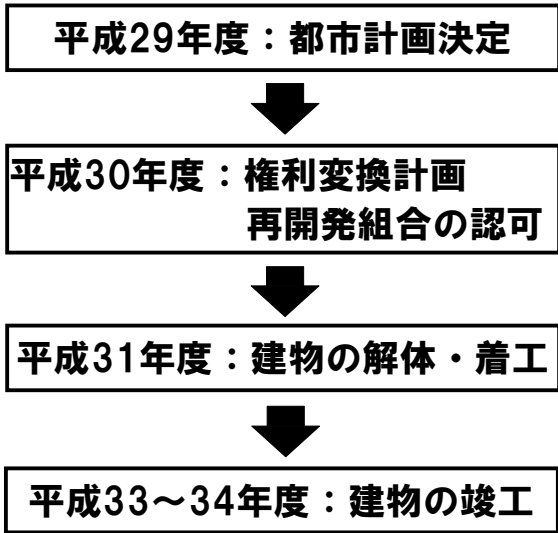 平成29年度：都市計画決定
平成30年度：権利変換計画
再開発組合の認可
平成31年度：建物の解体・着工
平成33～34年度：建物の竣工